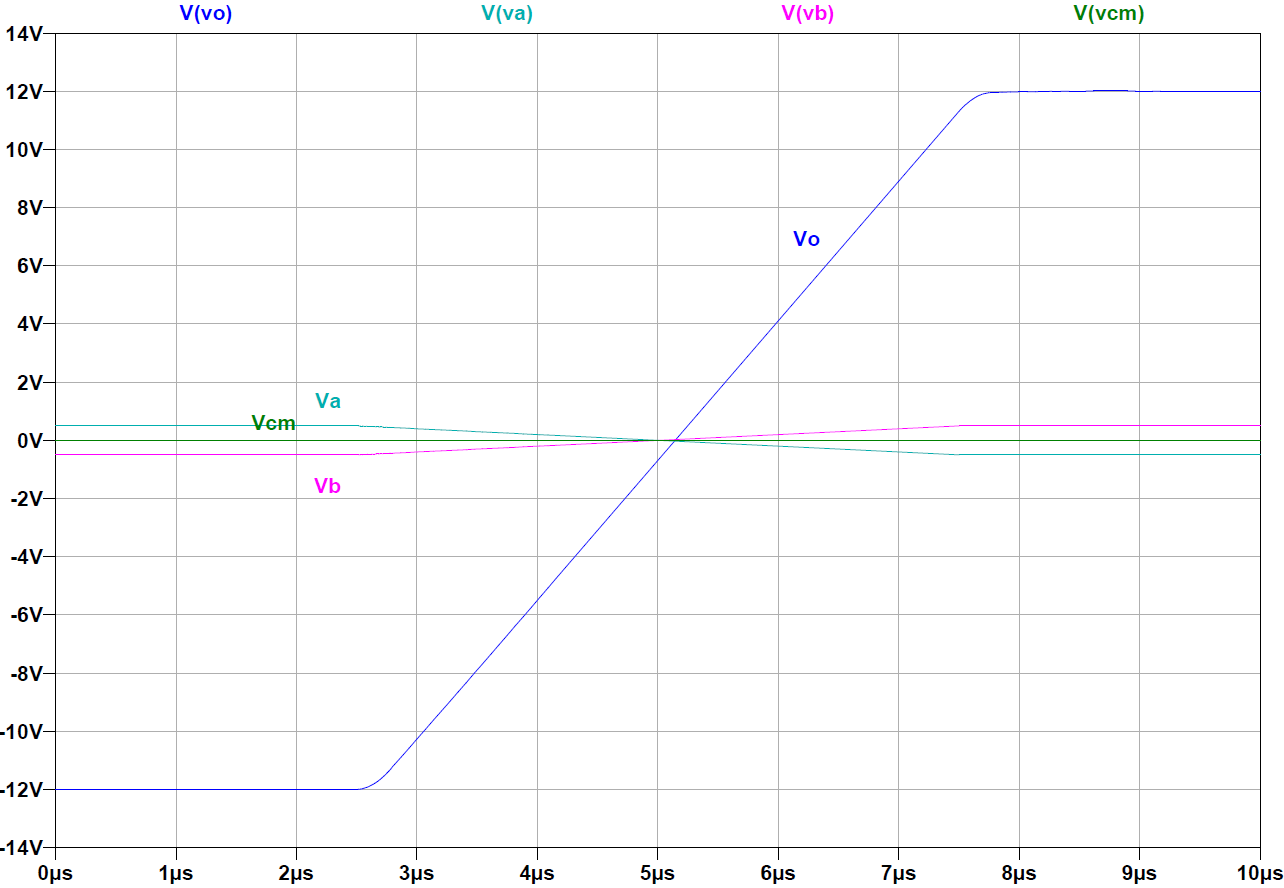 V(vo) V(va) V(vb) V(vcm)
14V
12V
10V
8V
Vo
6V
4V
2V
Va
Vcm
0V
Vb
-2V
-4V
-6V
-8V
-10V
-12V
-14V
0µs 1µs 2µs 3µs 4µs 5µs 6µs 7µs 8µs 9µs 10µs